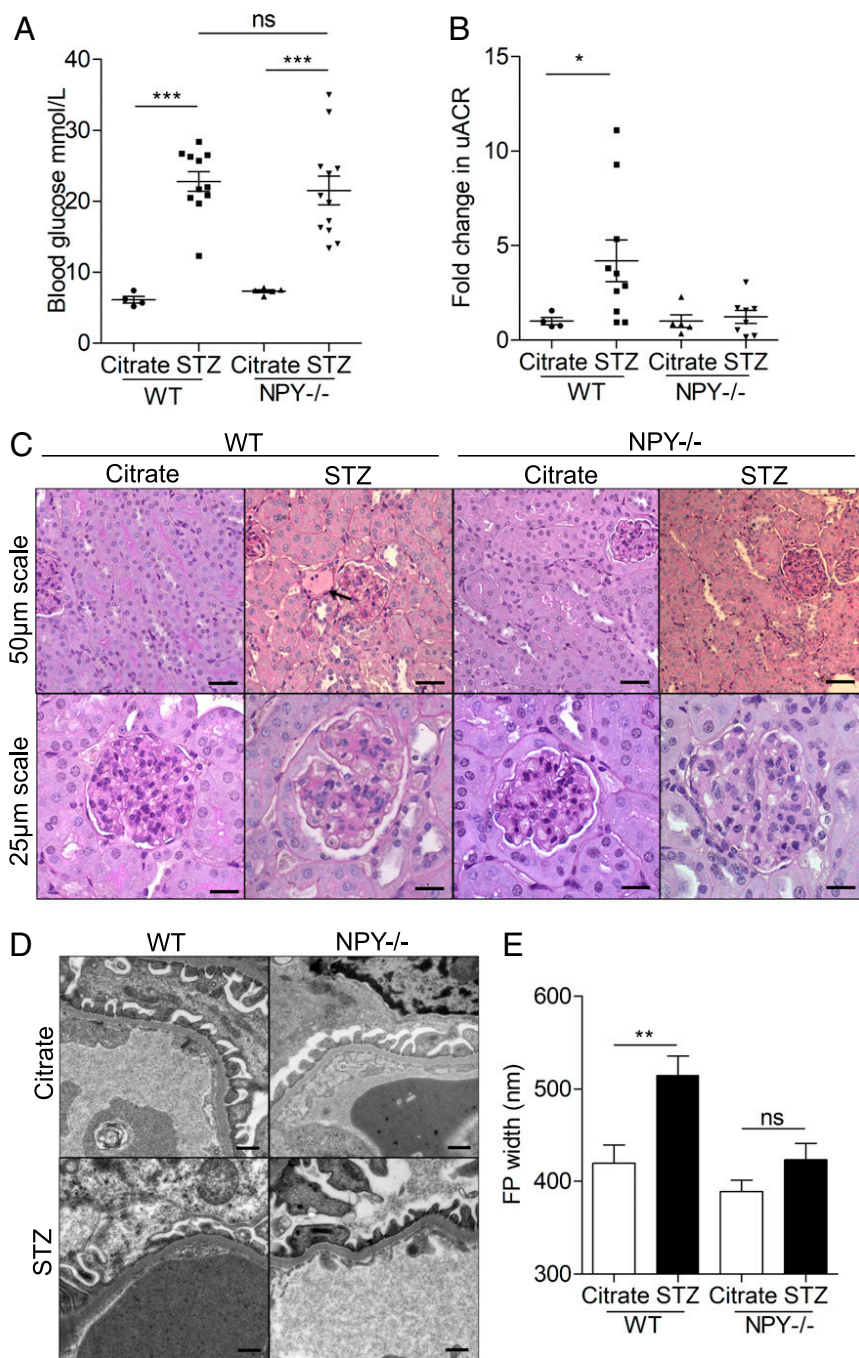 A
ns
***
***
Blood glucose mmol/L
40
30
20
10
0
Citrate STZ Citrate STZ
WT NPY-/-
B
*
Fold change in uACR
15
10
5
0
Citrate STZ Citrate STZ
WT NPY-/-
C
WT NPY-/-
Citrate STZ Citrate STZ
50µm scale
25µm scale
D
WT NPY-/-
Citrate
STZ
E
**
ns
FP width (nm)
600
500
400
300
Citrate STZ Citrate STZ
WT NPY-/-